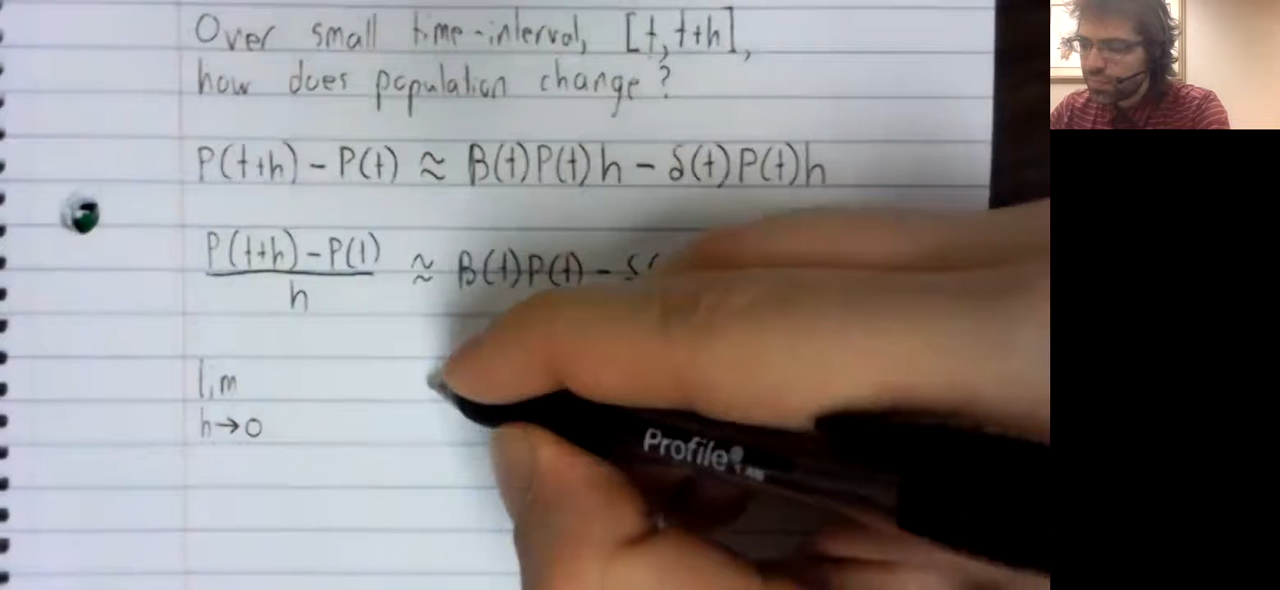 Over small time-interval, [t, t+h],
how does population change?
P(t+h) - P(t) ≈ β(t)P(t)h - δ(t)P(t)h
P(t+h) - P(t) ≈ β(t)P(t) - δ(
h
lim
h→0
Profile